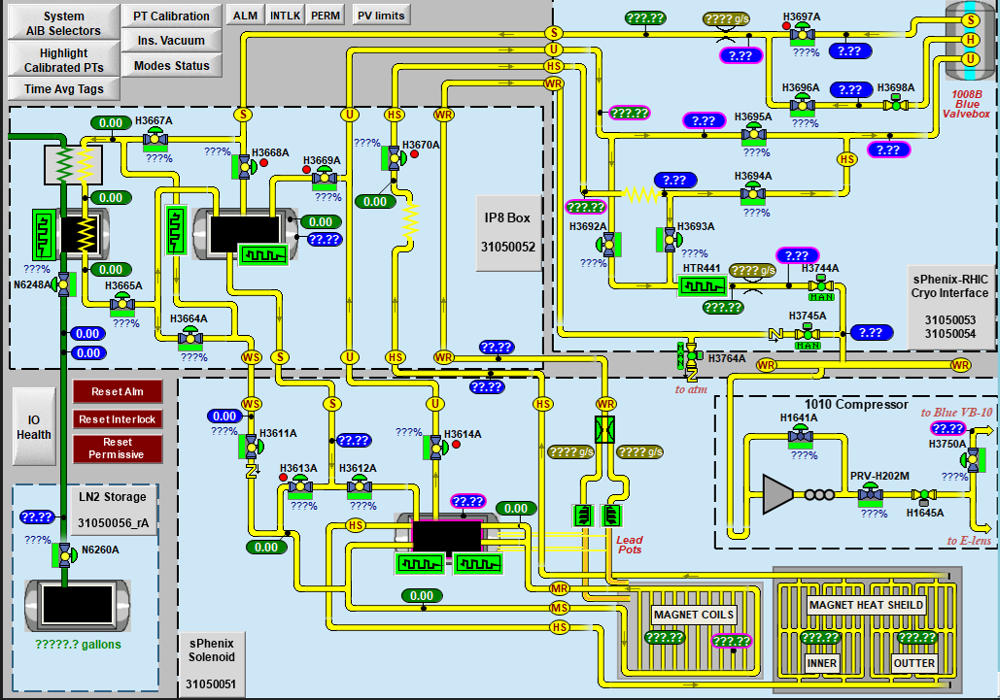 System
AIB Selectors
PT Calibration
ALM
INTLK
PERM
PV limits
Highlight
Calibrated PTs
Ins. Vacuum
Modes Status
Time Avg Tags
???.??
???? g/s
H3697A
S
S
?.??
???%
?.??
U
H
HS
U
WR
?.??
H3696A
H3698A
1008B
Blue
Valvebox
???%
S
U
HS
WR
???.??
?.??
H3695A
???%
?.??
0.00
H3667A
???%
???%
H3668A
H3669A
???%
???%
H3670A
HS
?.??
H3694A
???%
0.00
0.00
???.??
0.00
??.??
IP8 Box
31050052
H3692A
???%
H3693A
???%
???%
0.00
HTR441
???? g/s
?.??
H3744A
MAN
sPhenix-RHIC
Cryo Interface
31050053
31050054
N6248A
H3665A
???%
???.??
H3664A
???%
0.00
0.00
H3745A
MAN
?.??
WS
S
U
HS
WR
??.??
MAN
H3764A
to atm
WR
WR
??.??
IO
Health
Reset Alm
Reset Interlock
Reset
Permissive
WS
S
U
HS
WR
0.00
???%
H3611A
??.??
???%
H3614A
???? g/s
???? g/s
1010 Compressor
to Blue VB-10
H1641A
???%
??.??
H3750A
???%
H3613A
???%
H3612A
???%
PRV-H202M
???%
H1645A
to E-lens
LN2 Storage
31050056_rA
??.??
???%
N6260A
??.??
0.00
HS
0.00
Lead
Pots
0.00
MR
MS
HS
MAGNET COILS
???.??
???.??
MAGNET HEAT SHEILD
???.??
???.??
INNER
OUTTER
?????.? gallons
sPhenix
Solenoid
31050051